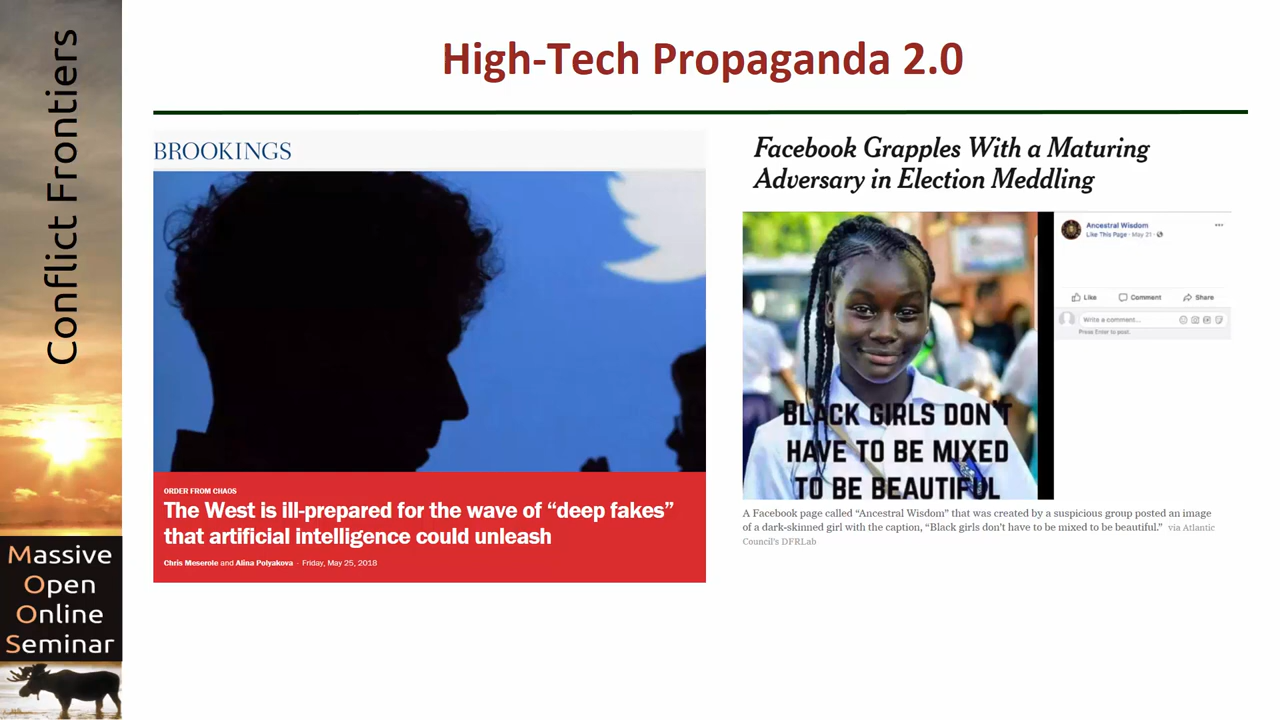 Conflict Frontiers
Massive
Open
Online
Seminar
High-Tech Propaganda 2.0
BROOKINGS
ORDER FROM CHAOS
The West is ill-prepared for the wave of “deep fakes”
that artificial intelligence could unleash
Chris Meserole and Alina Polyakova · Friday, May 25, 2018
Facebook Grapples With a Maturing
Adversary in Election Meddling
BLACK GIRLS DON'T
HAVE TO BE MIXED
TO BE BEAUTIFUL
Ancestral Wisdom
Like This Page · May 21 ·
Like Comment Share
Write a comment...
Press Enter to post.
A Facebook page called “Ancestral Wisdom” that was created by a suspicious group posted an image
of a dark-skinned girl with the caption, “Black girls don’t have to be mixed to be beautiful.” via Atlantic
Council's DFRLab